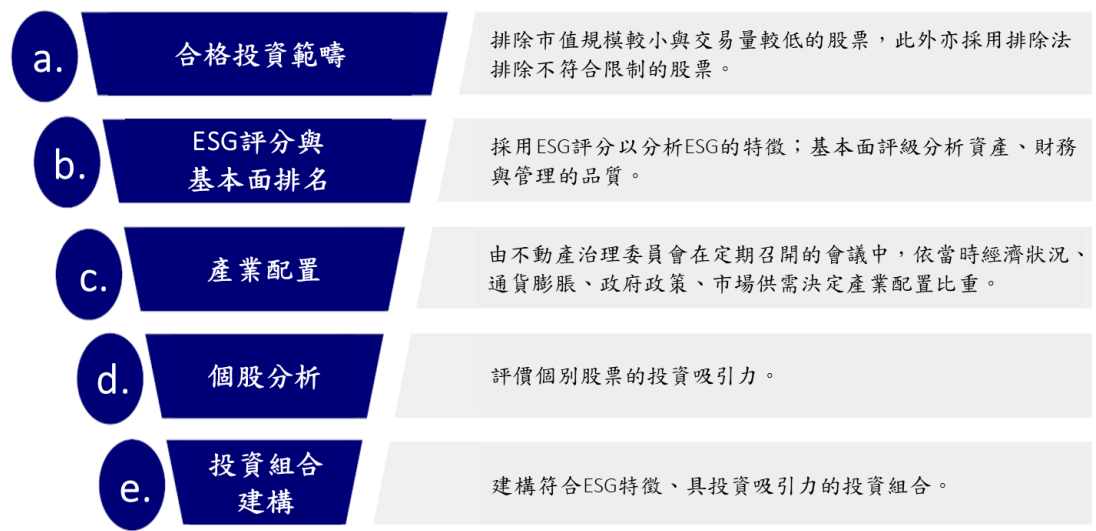 a.
合格投資範疇
排除市值規模較小與交易量較低的股票，此外亦採用排除法
排除不符合限制的股票。
b.
ESG評分與
基本面排名
採用ESG評分以分析ESG的特徵；基本面評級分析資產、財務
與管理的品質。
c.
產業配置
由不動產治理委員會在定期召開的會議中，依當時經濟狀況、
通貨膨脹、政府政策、市場供需決定產業配置比重。
d.
個股分析
評價個別股票的投資吸引力。
e.
投資組合
建構
建構符合ESG特徵、具投資吸引力的投資組合。